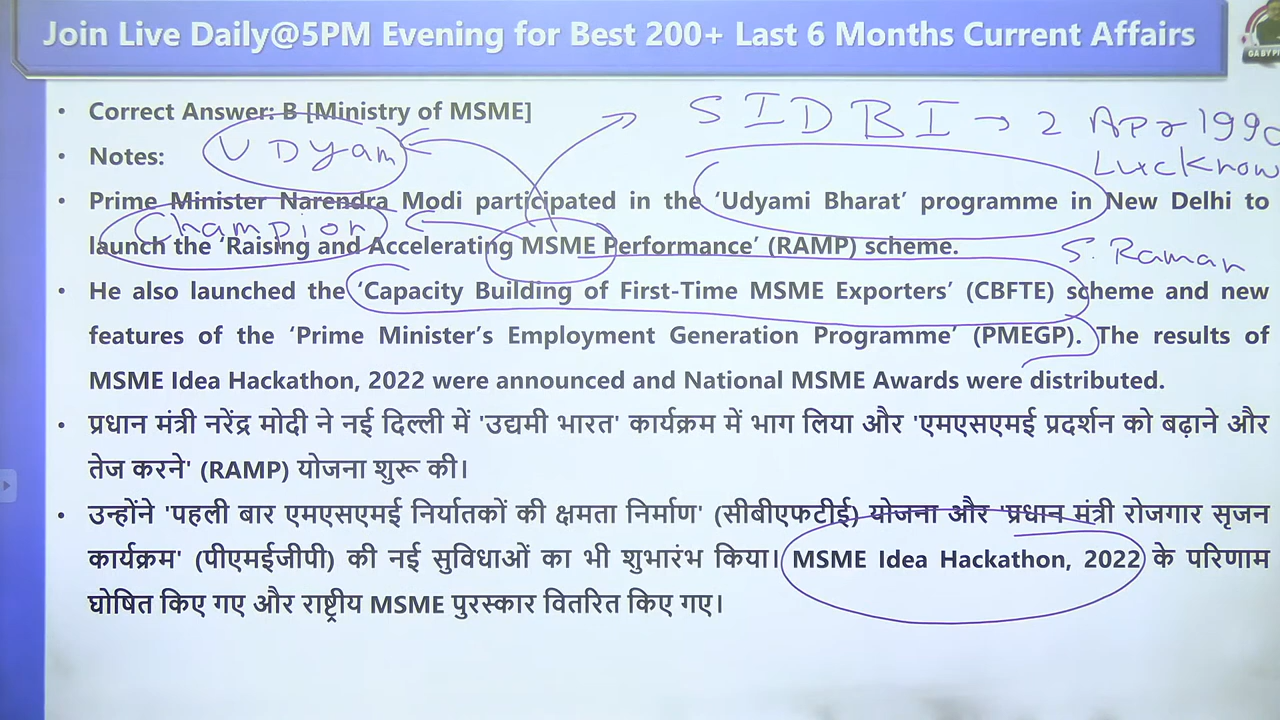 Join Live Daily@5PM Evening for Best 200+ Last 6 Months Current Affairs
• Correct Answer: B [Ministry of MSME]
SIDBI → 2 Apr 1990
Lucknow
• Notes:
UDyam
• Prime Minister Narendra Modi participated in the 'Udyami Bharat' programme in New Delhi to
Champion
launch the 'Raising and Accelerating MSME Performance' (RAMP) scheme.
S. Raman
• He also launched the 'Capacity Building of First-Time MSME Exporters' (CBFTE) scheme and new
features of the 'Prime Minister's Employment Generation Programme' (PMEGP). The results of
MSME Idea Hackathon, 2022 were announced and National MSME Awards were distributed.
• प्रधान मंत्री नरेंद्र मोदी ने नई दिल्ली में 'उद्यमी भारत' कार्यक्रम में भाग लिया और 'एमएसएमई प्रदर्शन को बढ़ाने और
तेज करने' (RAMP) योजना शुरू की।
• उन्होंने 'पहली बार एमएसएमई निर्यातकों की क्षमता निर्माण' (सीबीएफटीई) योजना और 'प्रधान मंत्री रोजगार सृजन
कार्यक्रम' (पीएमईजीपी) की नई सुविधाओं का भी शुभारंभ किया। MSME Idea Hackathon, 2022 के परिणाम
घोषित किए गए और राष्ट्रीय MSME पुरस्कार वितरित किए गए।